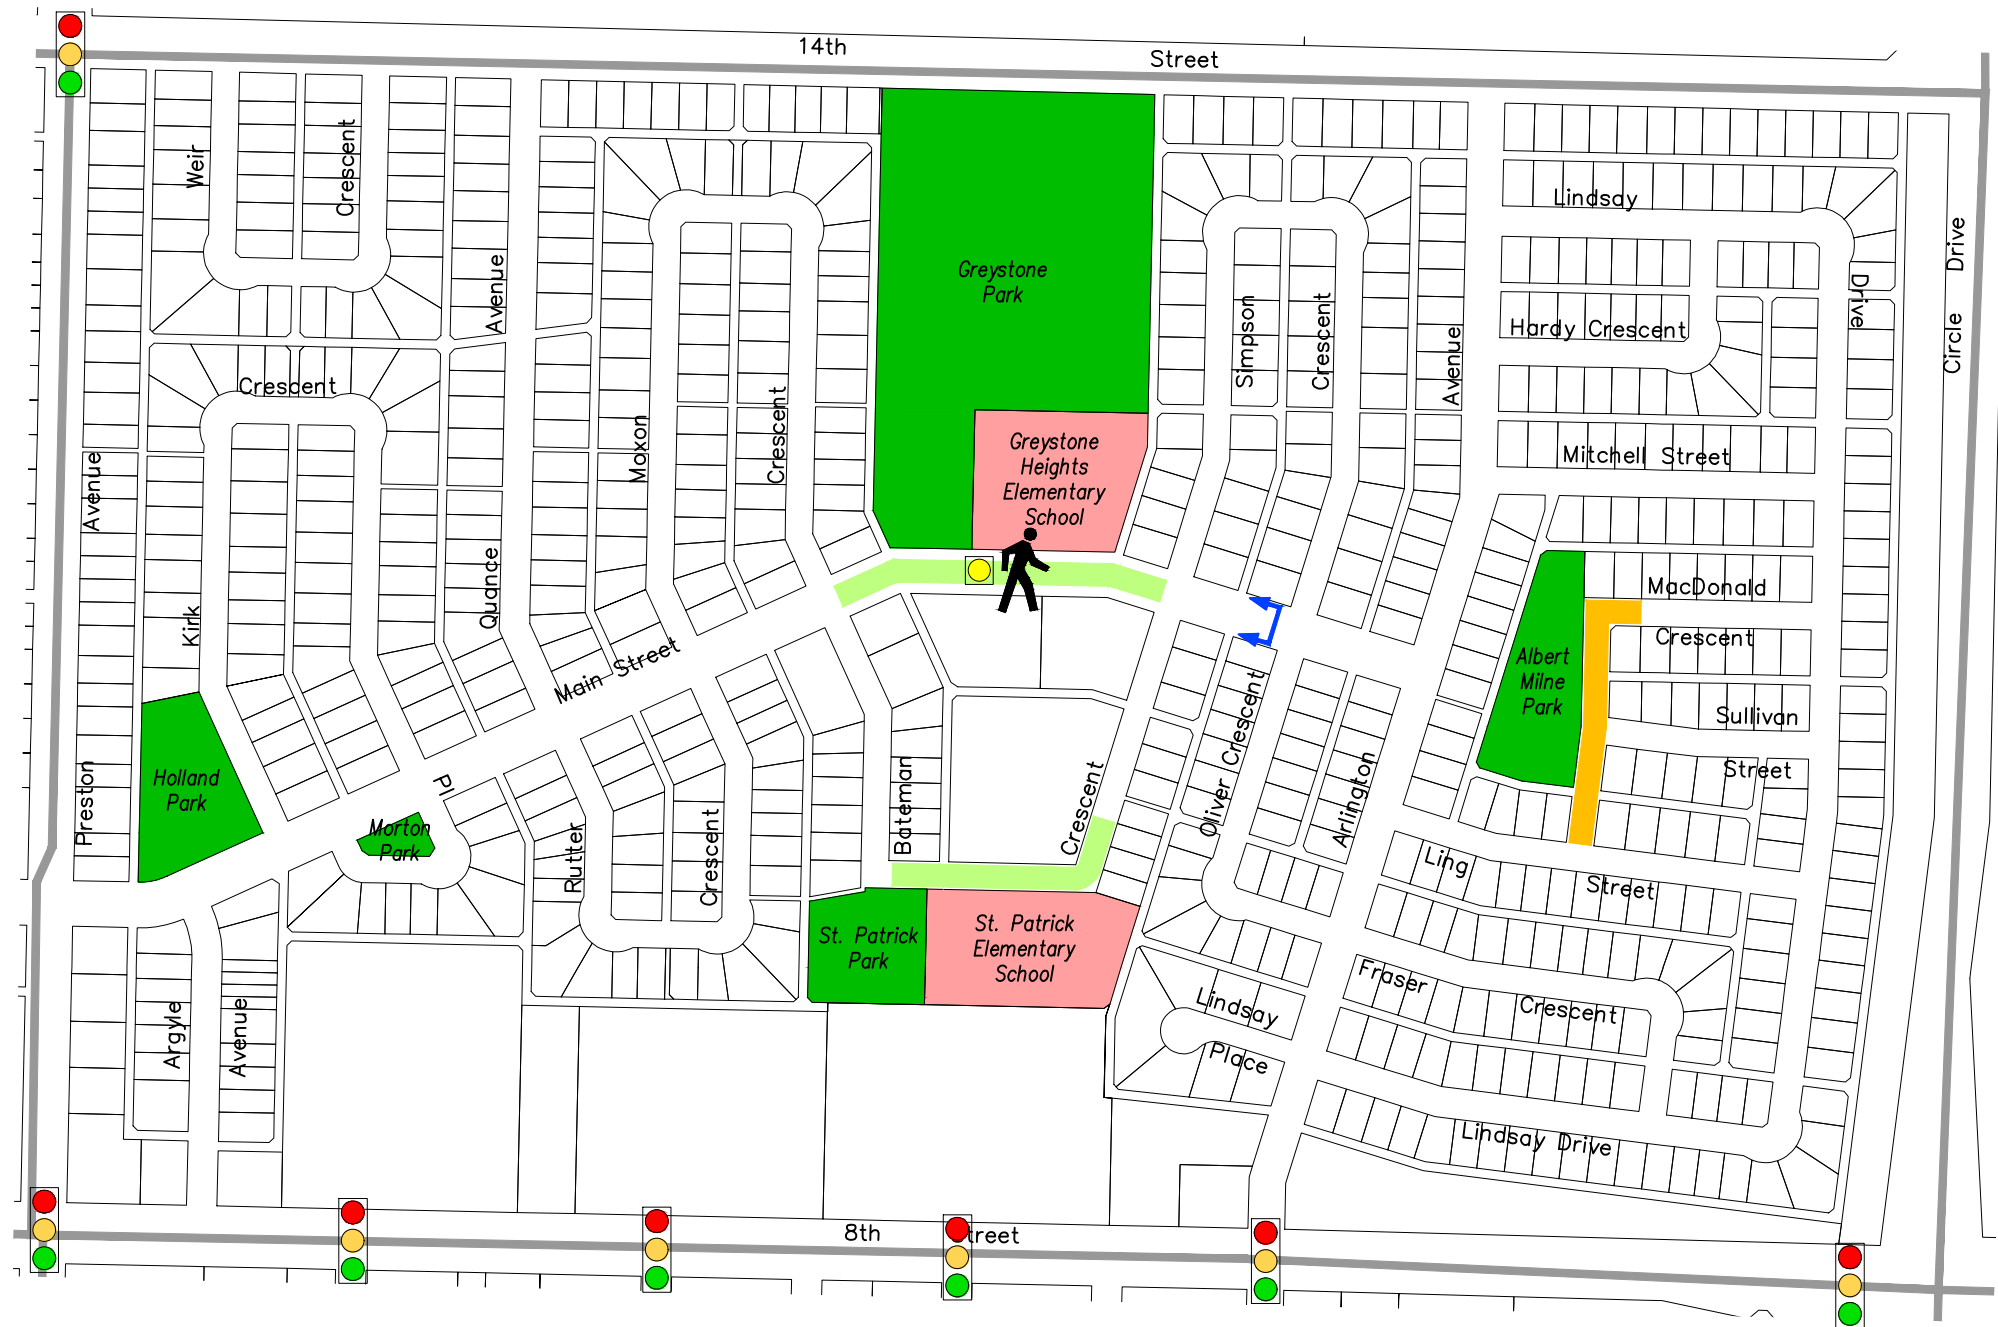 14th
Street
Weir
Crescent
Avenue
Crescent
Avenue
Preston
Kirk
Quance
Moxon
Crescent
Main Street
Pl
Greystone
Park
Greystone
Heights
Elementary
School
Simpson
Crescent
Avenue
Lindsay
Drive
Hardy Crescent
Mitchell Street
MacDonald
Crescent
Sullivan
Street
Circle
Drive
Albert
Milne
Park
Holland
Park
Morton
Park
Rutter
Crescent
Bateman
Crescent
Oliver Crescent
Arlington
Ling
Street
St. Patrick
Park
St. Patrick
Elementary
School
Fraser
Crescent
Lindsay
Place
Lindsay Drive
Argyle
Avenue
8th
treet